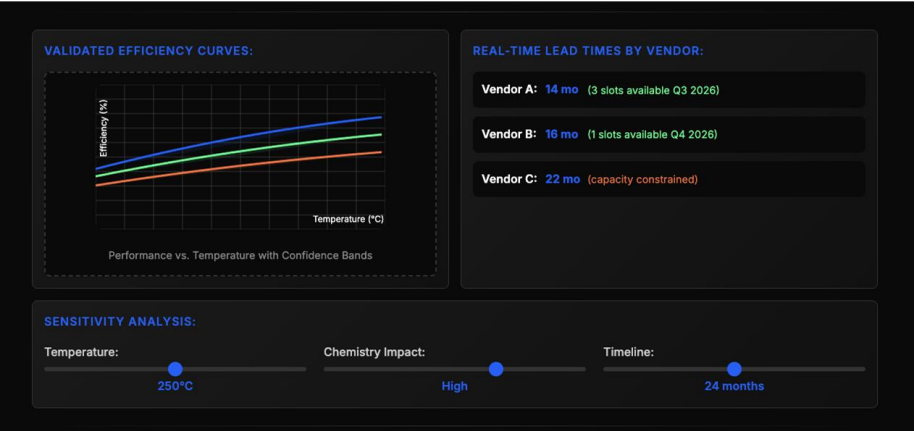 VALIDATED EFFICIENCY CURVES:
Efficiency (%)
Temperature (°C)
Performance vs. Temperature with Confidence Bands
REAL-TIME LEAD TIMES BY VENDOR:
Vendor A: 14 mo (3 slots available Q3 2026)
Vendor B: 16 mo (1 slots available Q4 2026)
Vendor C: 22 mo (capacity constrained)
SENSITIVITY ANALYSIS:
Temperature:
250°C
Chemistry Impact:
High
Timeline:
24 months